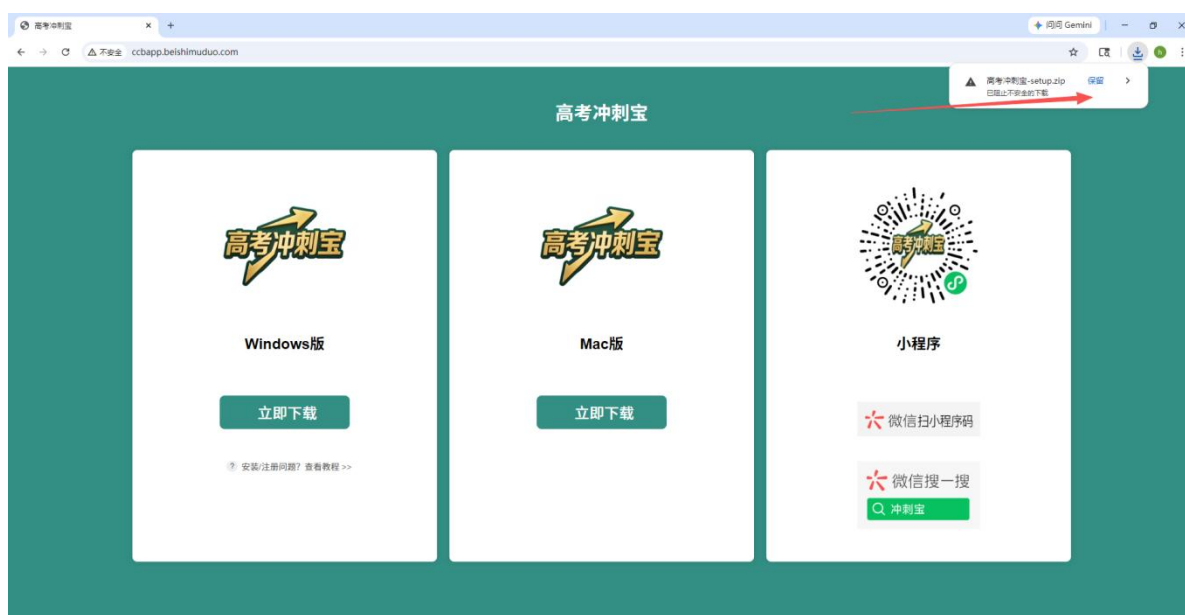 高考冲刺宝
问问 Gemini
不安全
ccbapp.beishimuduo.com
高考冲刺宝-setup.zip
保留
已阻止不安全的下载
高考冲刺宝
高考冲刺宝
Windows版
立即下载
? 安装/注册问题？查看教程 >>
高考冲刺宝
Mac版
立即下载
高考冲刺宝
小程序
微信扫小程序码
微信搜一搜
冲刺宝